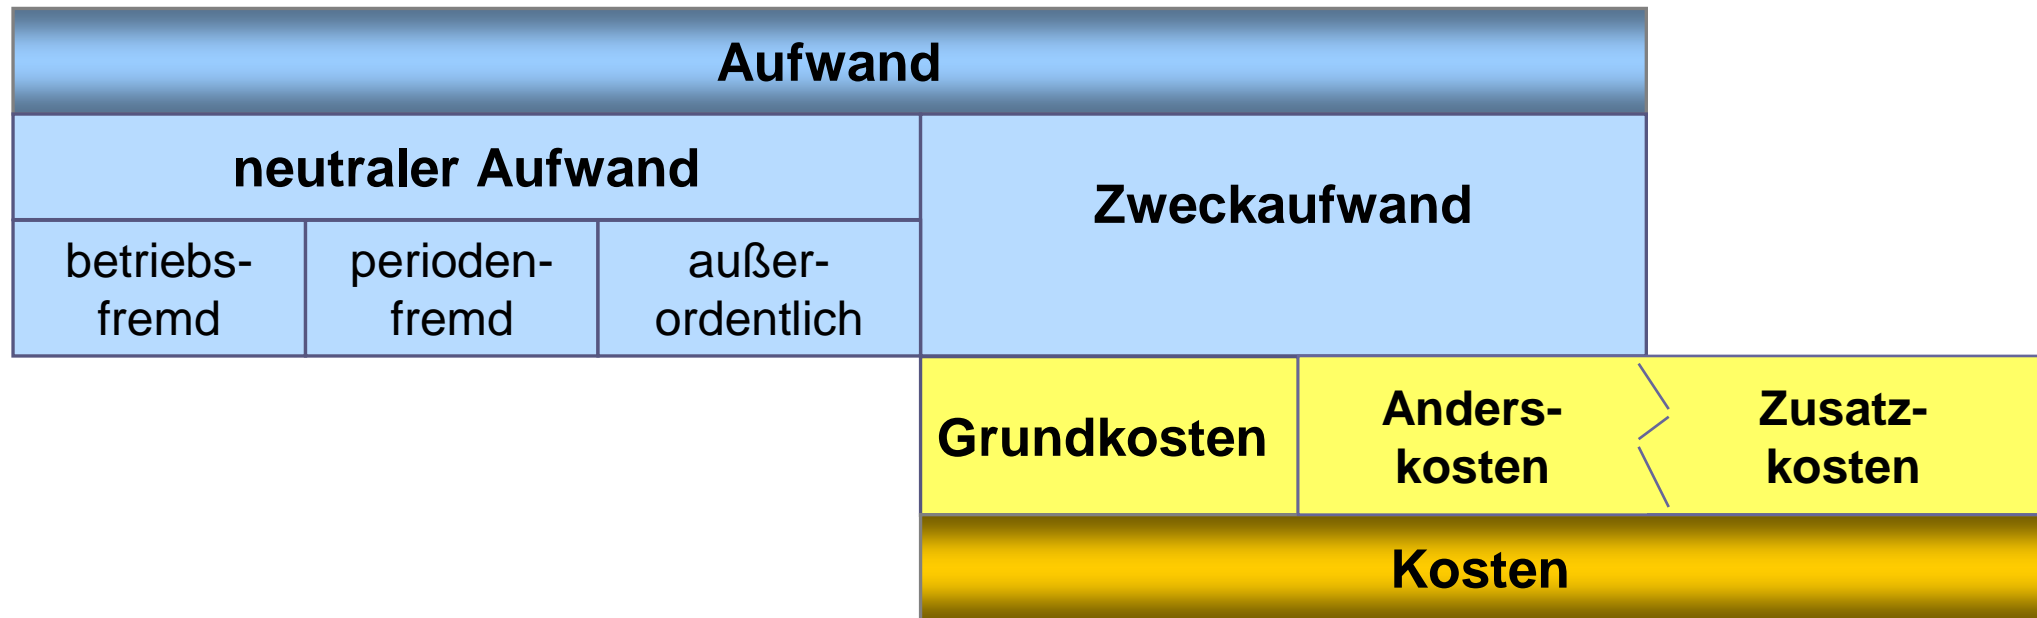 Aufwand
neutraler Aufwand
Zweckaufwand
betriebs-
fremd
perioden-
fremd
außer-
ordentlich
Grundkosten
Anders-
kosten
Zusatz-
kosten
Kosten